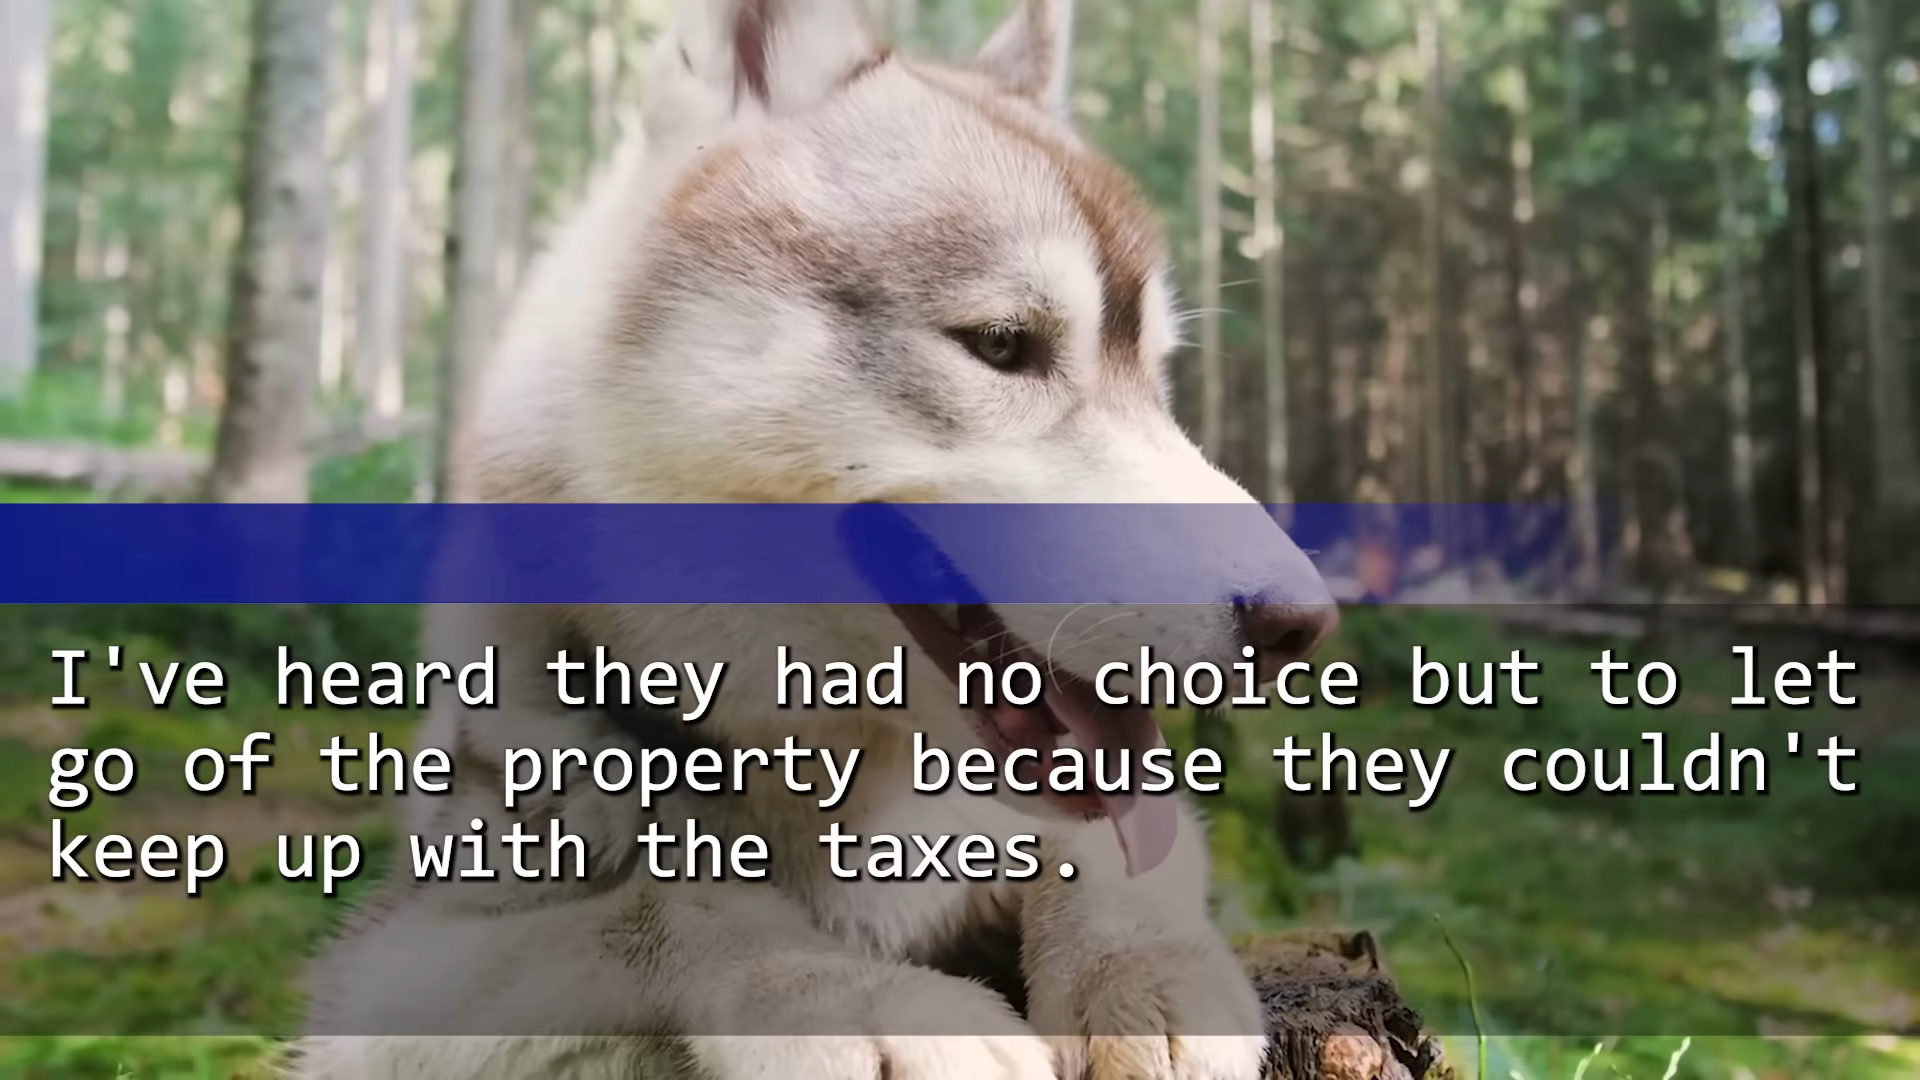 I've heard they had no choice but to let
go of the property because they couldn't
keep up with the taxes.